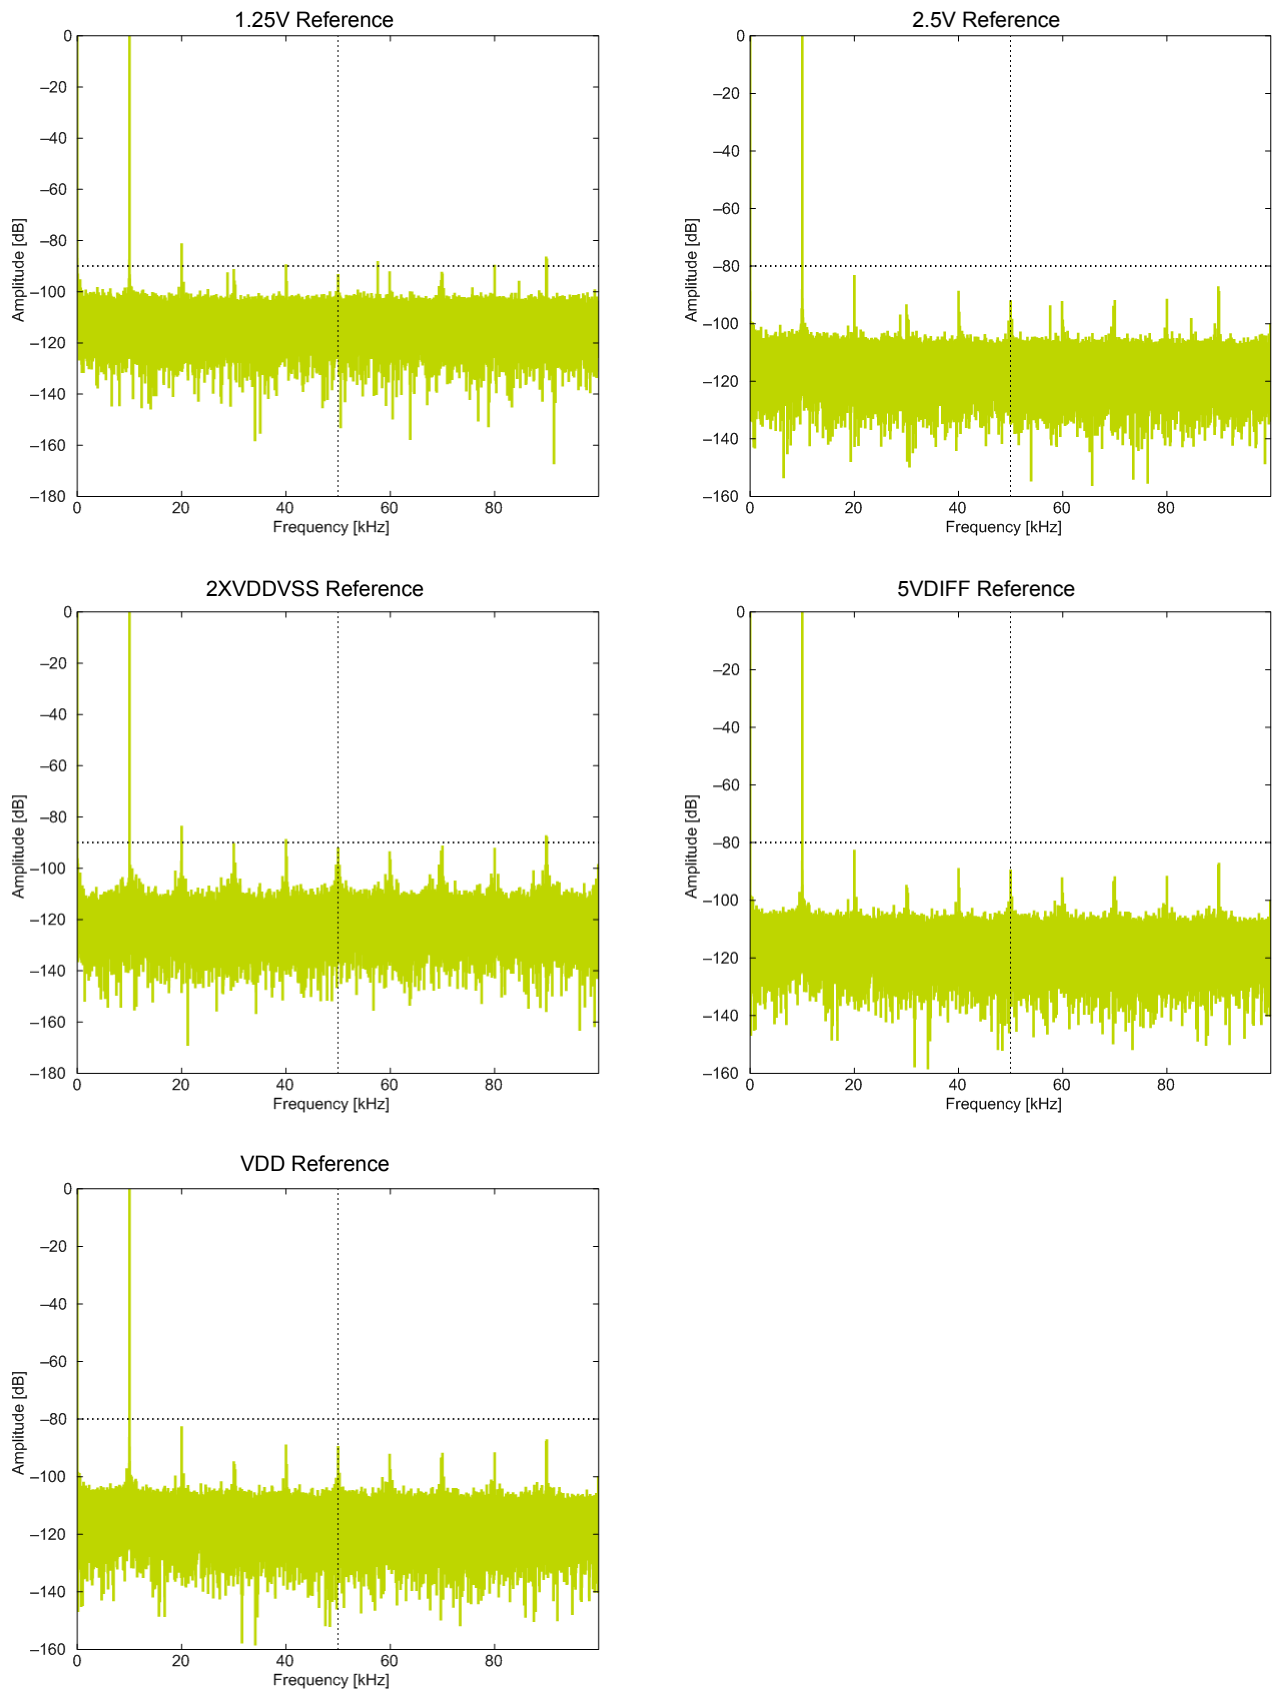 1.25V Reference
0
–20
–40
–60
–80
–100
–120
–140
–160
–180
Amplitude [dB]
0 20 40 60 80
Frequency [kHz]
2.5V Reference
0
–20
–40
–60
–80
–100
–120
–140
–160
Amplitude [dB]
0 20 40 60 80
Frequency [kHz]
2XVDDVSS Reference
0
–20
–40
–60
–80
–100
–120
–140
–160
–180
Amplitude [dB]
0 20 40 60 80
Frequency [kHz]
5VDIFF Reference
0
–20
–40
–60
–80
–100
–120
–140
–160
Amplitude [dB]
0 20 40 60 80
Frequency [kHz]
VDD Reference
0
–20
–40
–60
–80
–100
–120
–140
–160
Amplitude [dB]
0 20 40 60 80
Frequency [kHz]